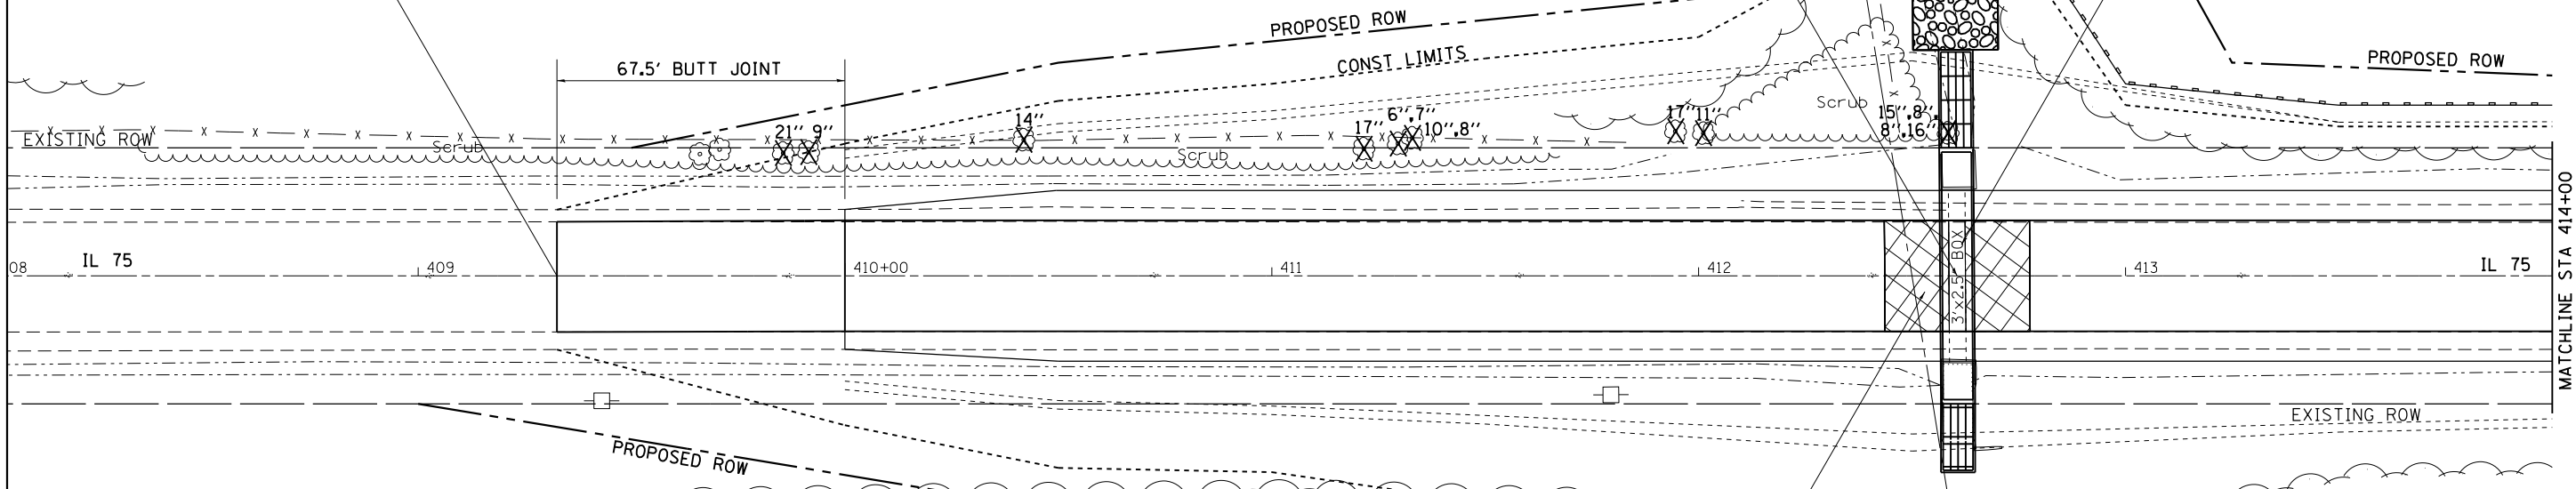 PROPOSED ROW
CONST LIMITS
PROPOSED ROW
67.5' BUTT JOINT
EXISTING ROW
Scrub
21'' 9''
14''
Scrub
17''
6'',7''
10'',8''
17'' 11''
Scrub
15'',8'',
8'',16''
08
IL 75
409
410+00
411
412
3'x2.5' BOX
413
IL 75
MATCHLINE STA 414+00
PROPOSED ROW
EXISTING ROW